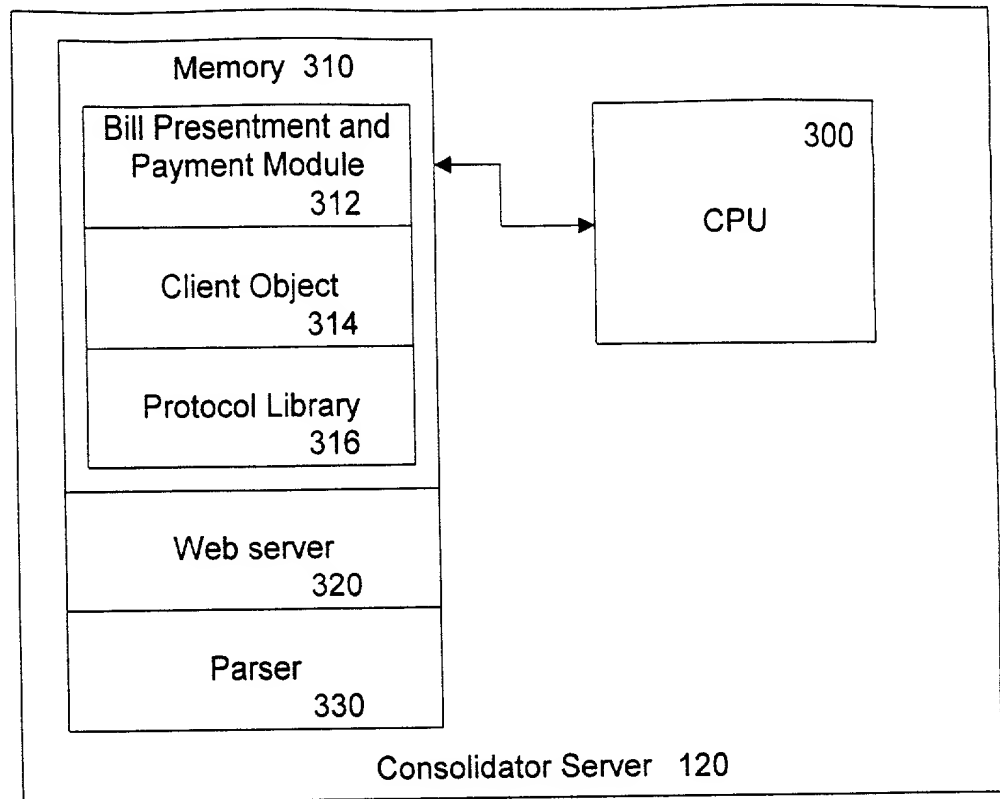 Memory 310
Bill Presentment and
Payment Module
312
Client Object
314
Protocol Library
316
Web server
320
Parser
330
300
CPU
Consolidator Server 120